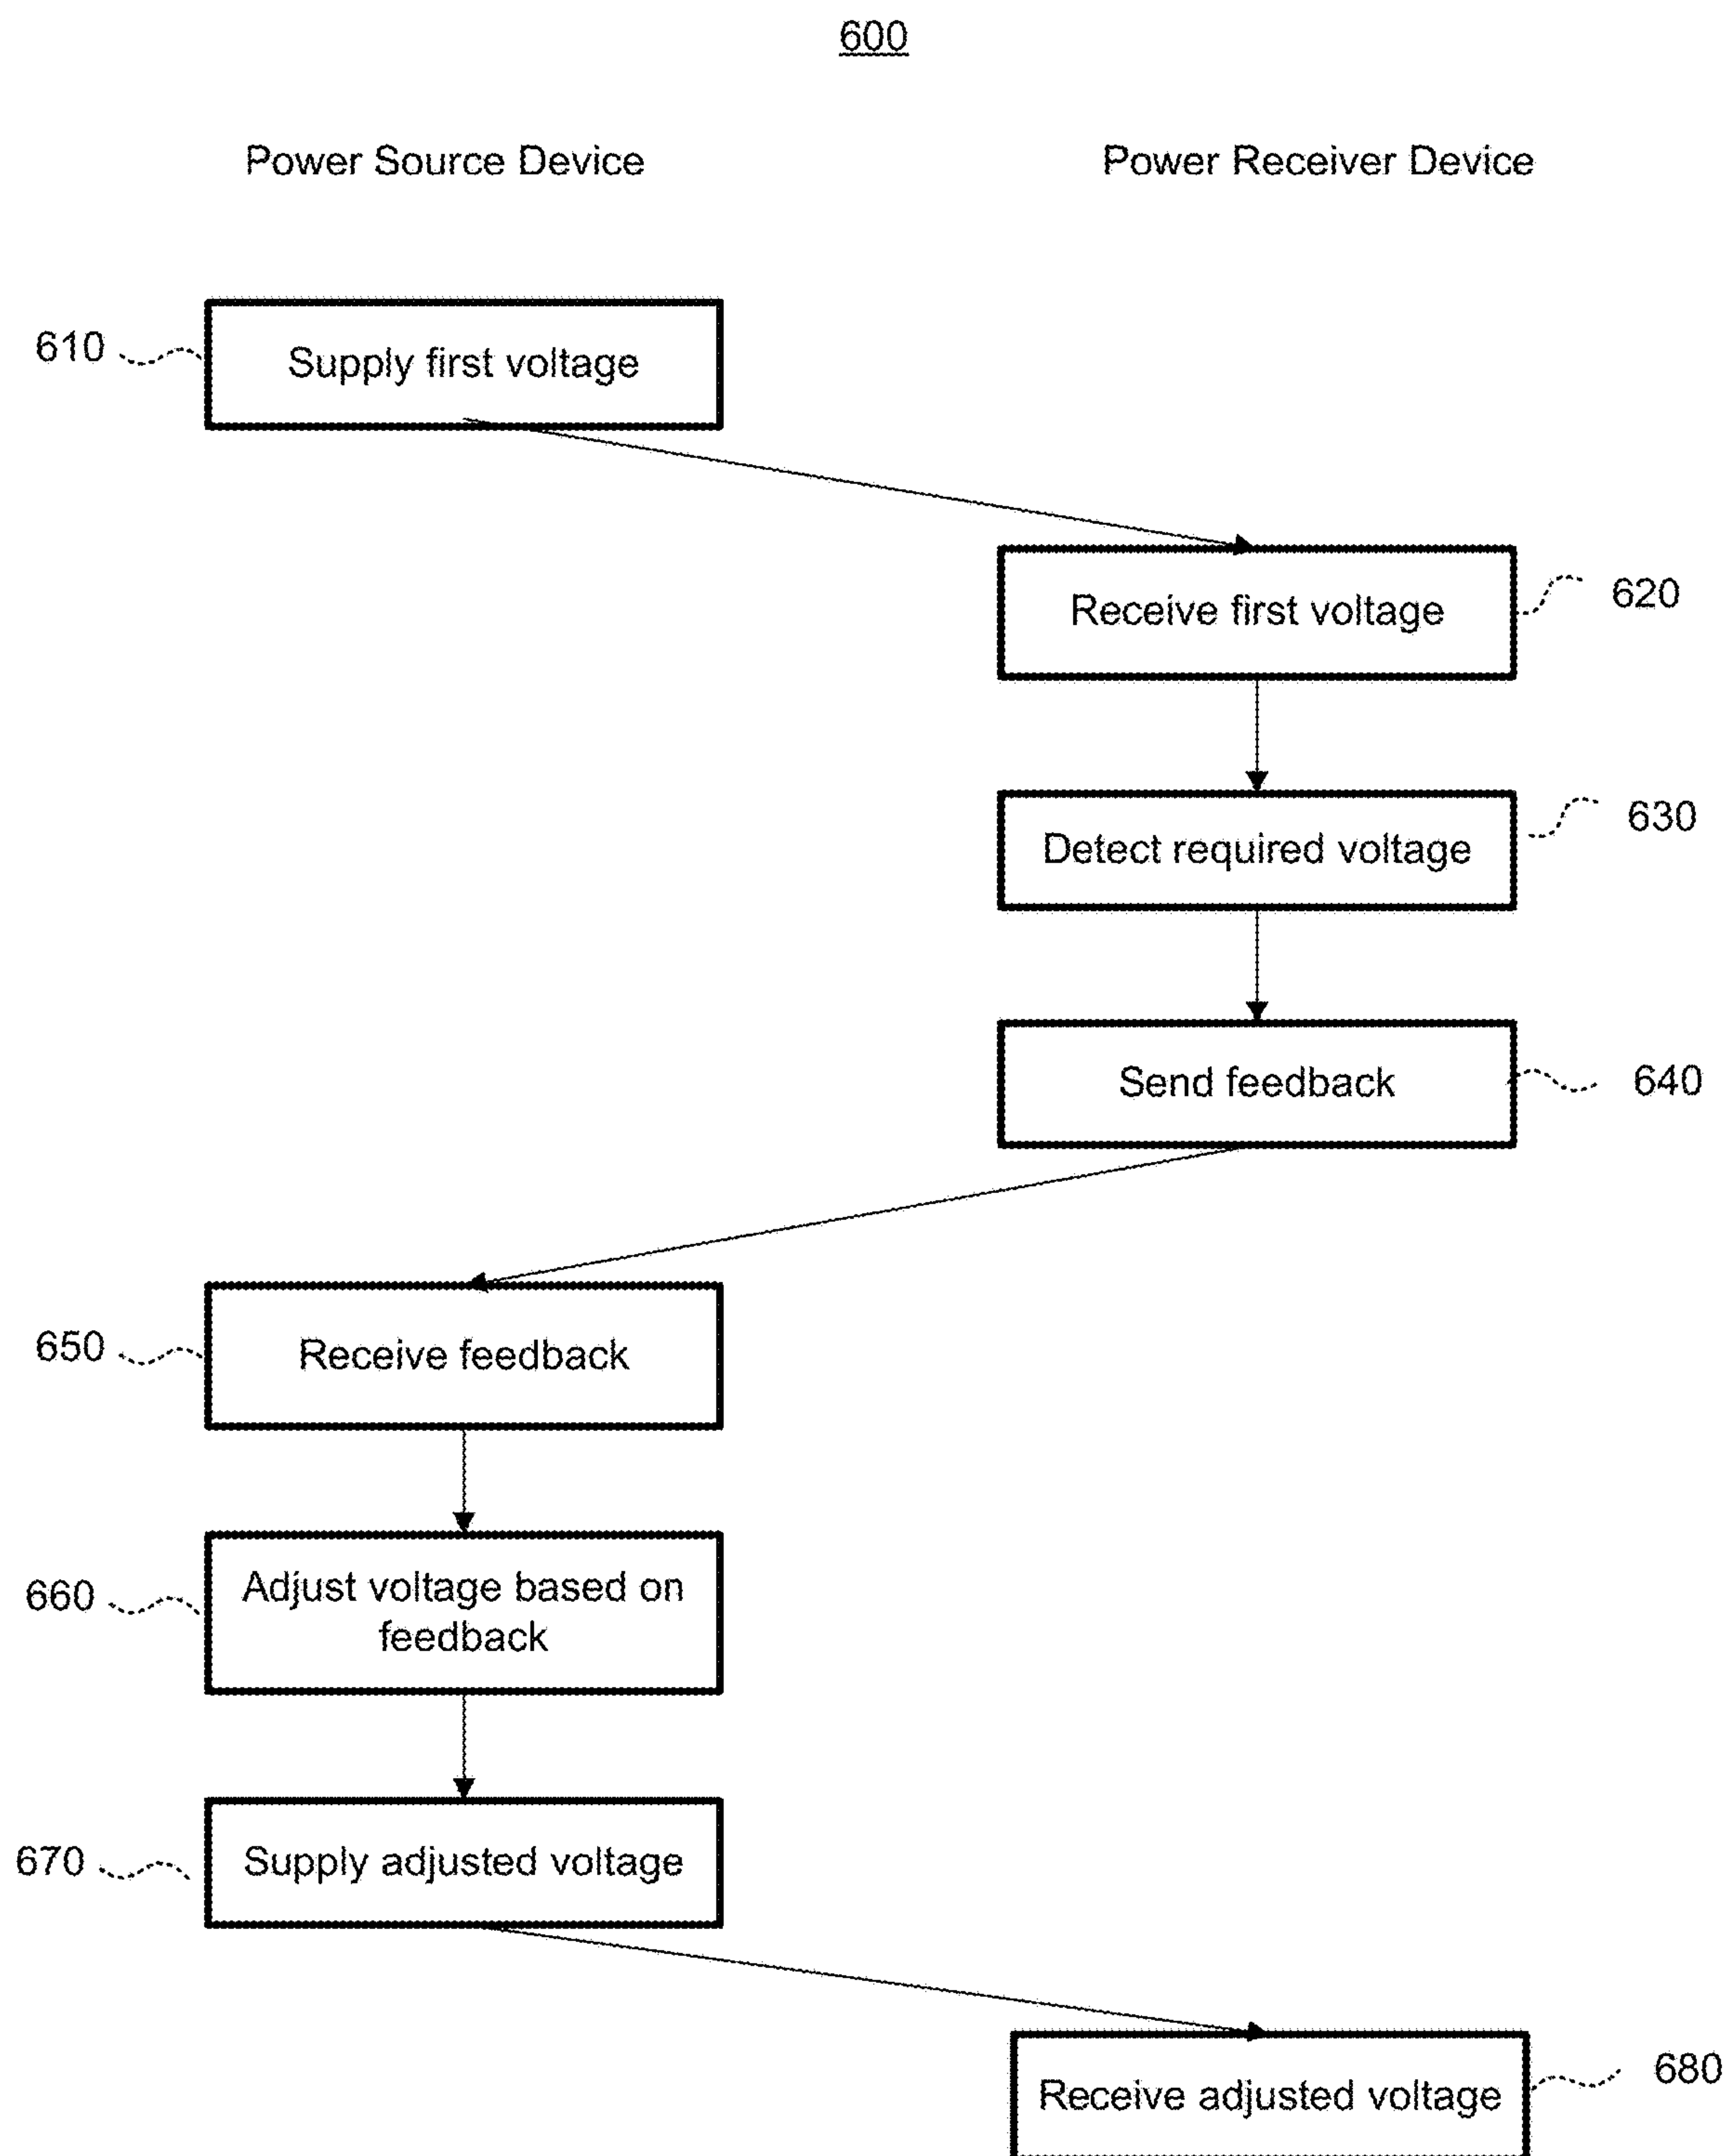 600
Power Source Device
Power Receiver Device
610
Supply first voltage
Receive first voltage
620
Detect required voltage
630
Send feedback
640
650
Receive feedback
660
Adjust voltage based on
feedback
670
Supply adjusted voltage
Receive adjusted voltage
680